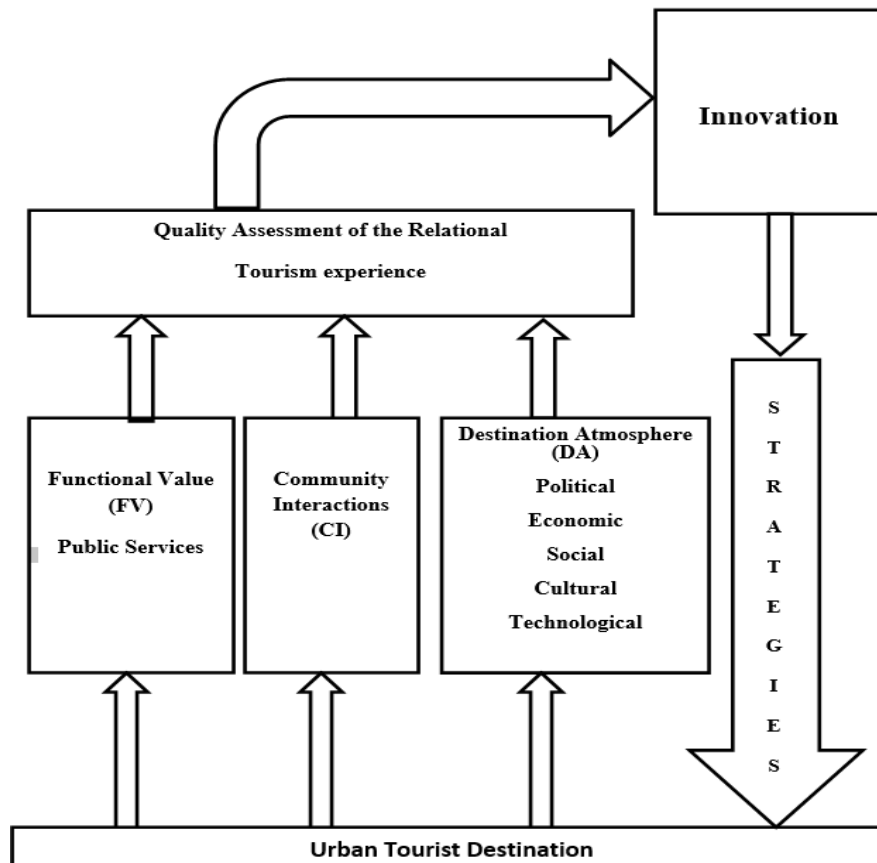 Innovation
Quality Assessment of the Relational
Tourism experience
Functional Value
(FV)
Public Services
Community
Interactions
(CI)
Destination Atmosphere
(DA)
Political
Economic
Social
Cultural
Technological
S
T
R
A
T
E
G
I
E
S
Urban Tourist Destination